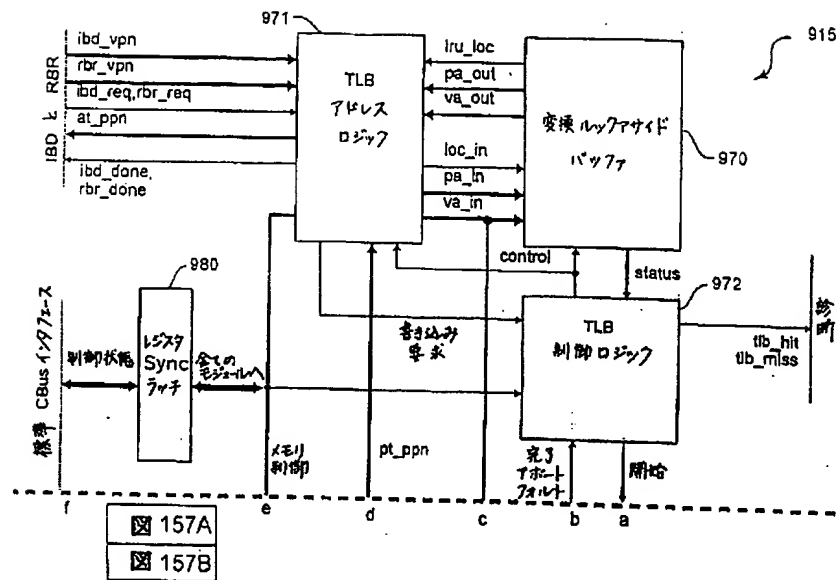 971
915
ibd_vpn
rbr_vpn
ibd_req,rbr_req
at_ppn
ibd_done,
rbr_done
IBD と RBR
TLB
アドレス
ロジック
lru_loc
pa_out
va_out
loc_in
pa_in
va_in
変換ルックアサイド
バッファ
970
control
status
980
972
標準 CBus インタフェース
制御状態
レジスタ
Sync
ラッチ
全ての
モジュールへ
書き込み
要求
TLB
制御ロジック
tlb_hit
tlb_miss
診断
メモリ
制御
pt_ppn
完了
アボート
フォルト
開始
f
e
d
c
b
a
図 157A
図 157B